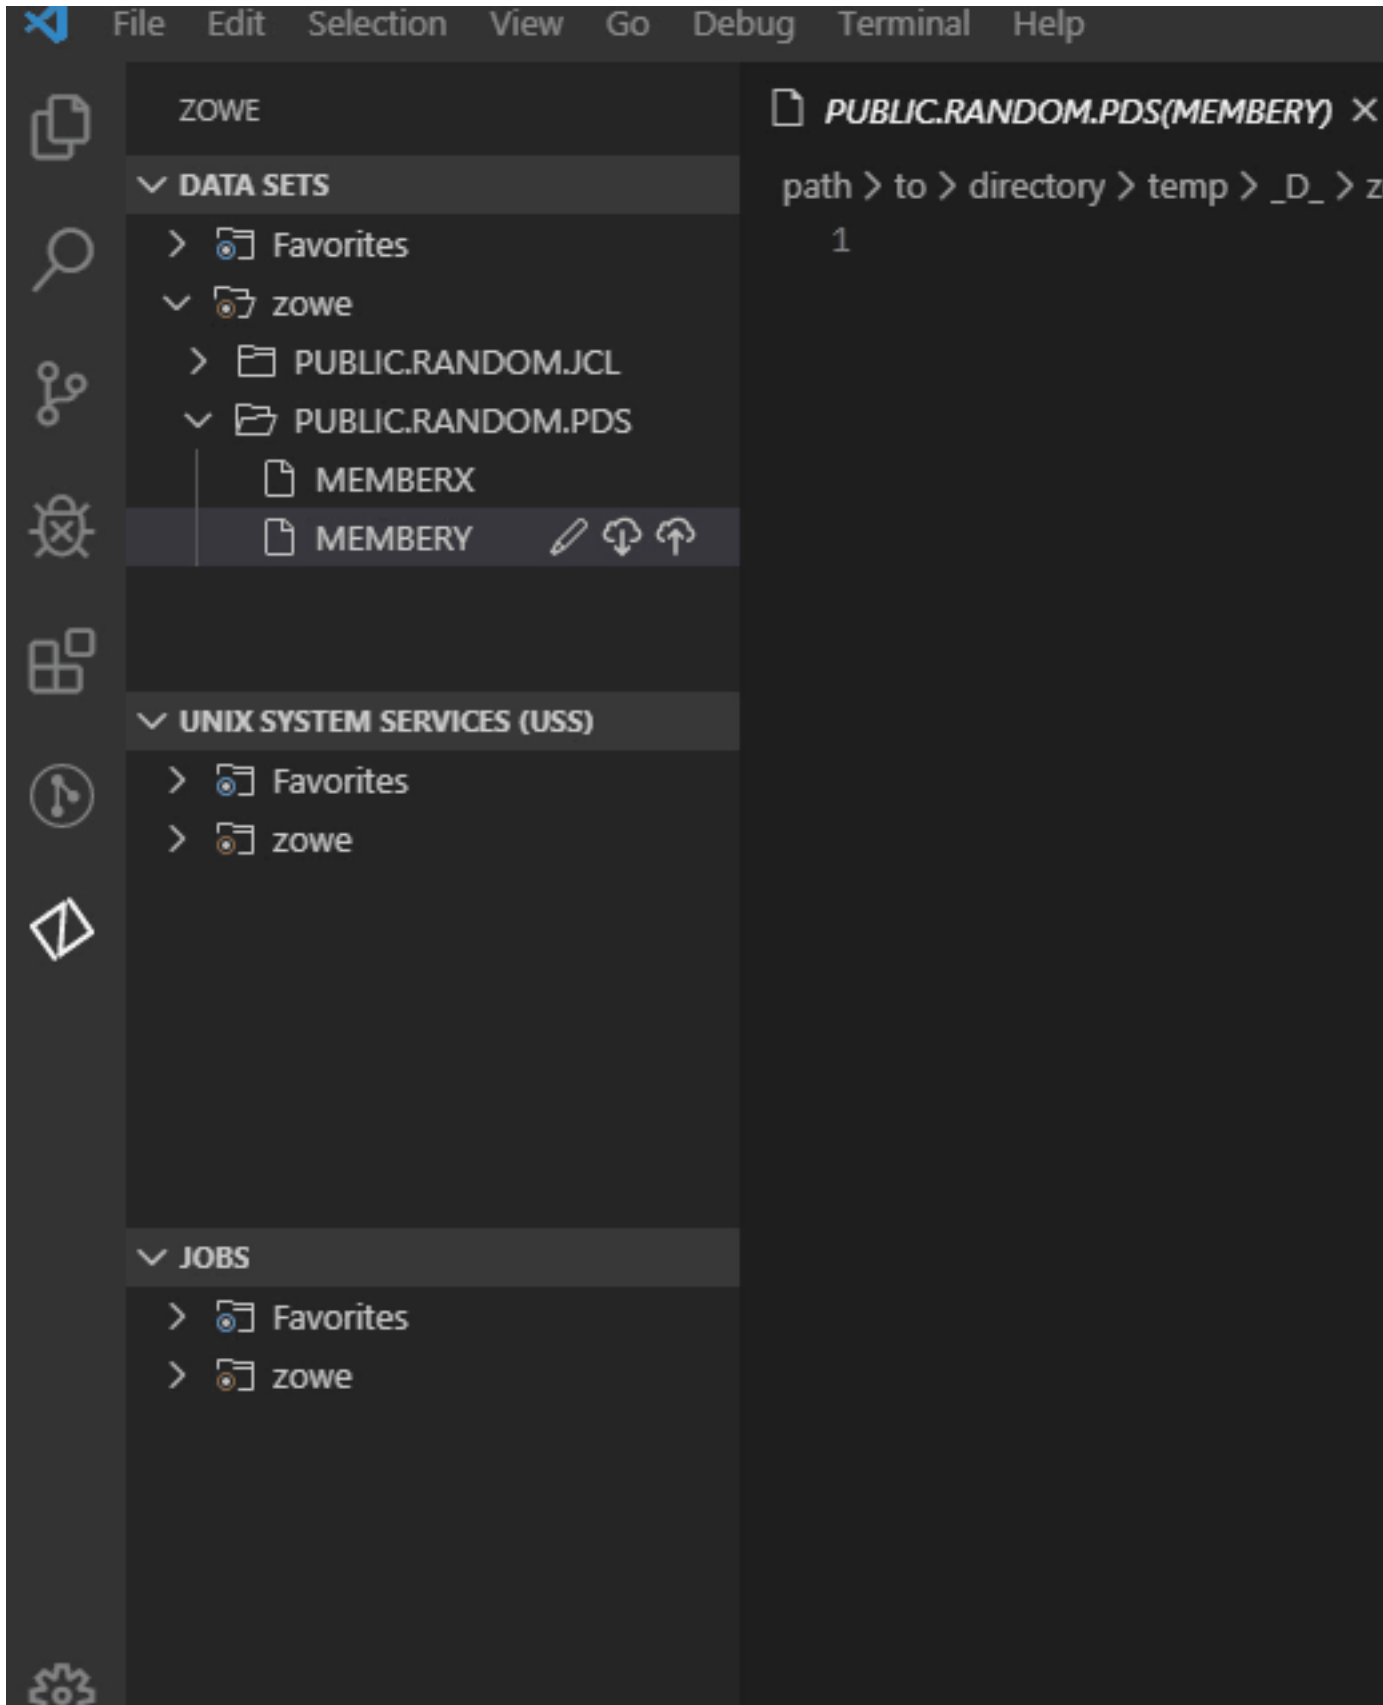 File Edit Selection View Go Debug Terminal Help
ZOWE
DATA SETS
Favorites
zowe
PUBLIC.RANDOM.JCL
PUBLIC.RANDOM.PDS
MEMBERX
MEMBERY
UNIX SYSTEM SERVICES (USS)
Favorites
zowe
JOBS
Favorites
zowe
PUBLIC.RANDOM.PDS(MEMBERY)
path > to > directory > temp > _D_ > z
1